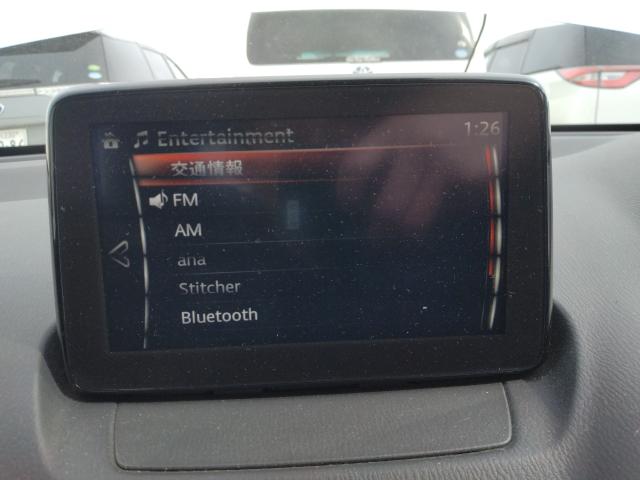 Entertainment 1:26
交通情報
FM
AM
aha
Stitcher
Bluetooth